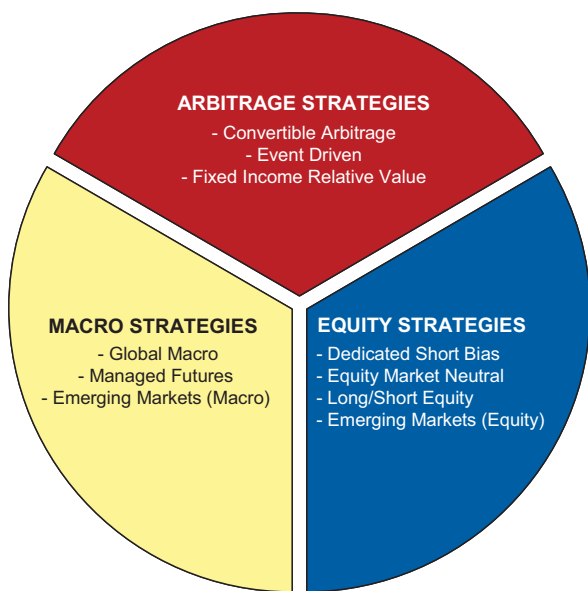 ARBITRAGE STRATEGIES
- Convertible Arbitrage
- Event Driven
- Fixed Income Relative Value
MACRO STRATEGIES
- Global Macro
- Managed Futures
- Emerging Markets (Macro)
EQUITY STRATEGIES
- Dedicated Short Bias
- Equity Market Neutral
- Long/Short Equity
- Emerging Markets (Equity)